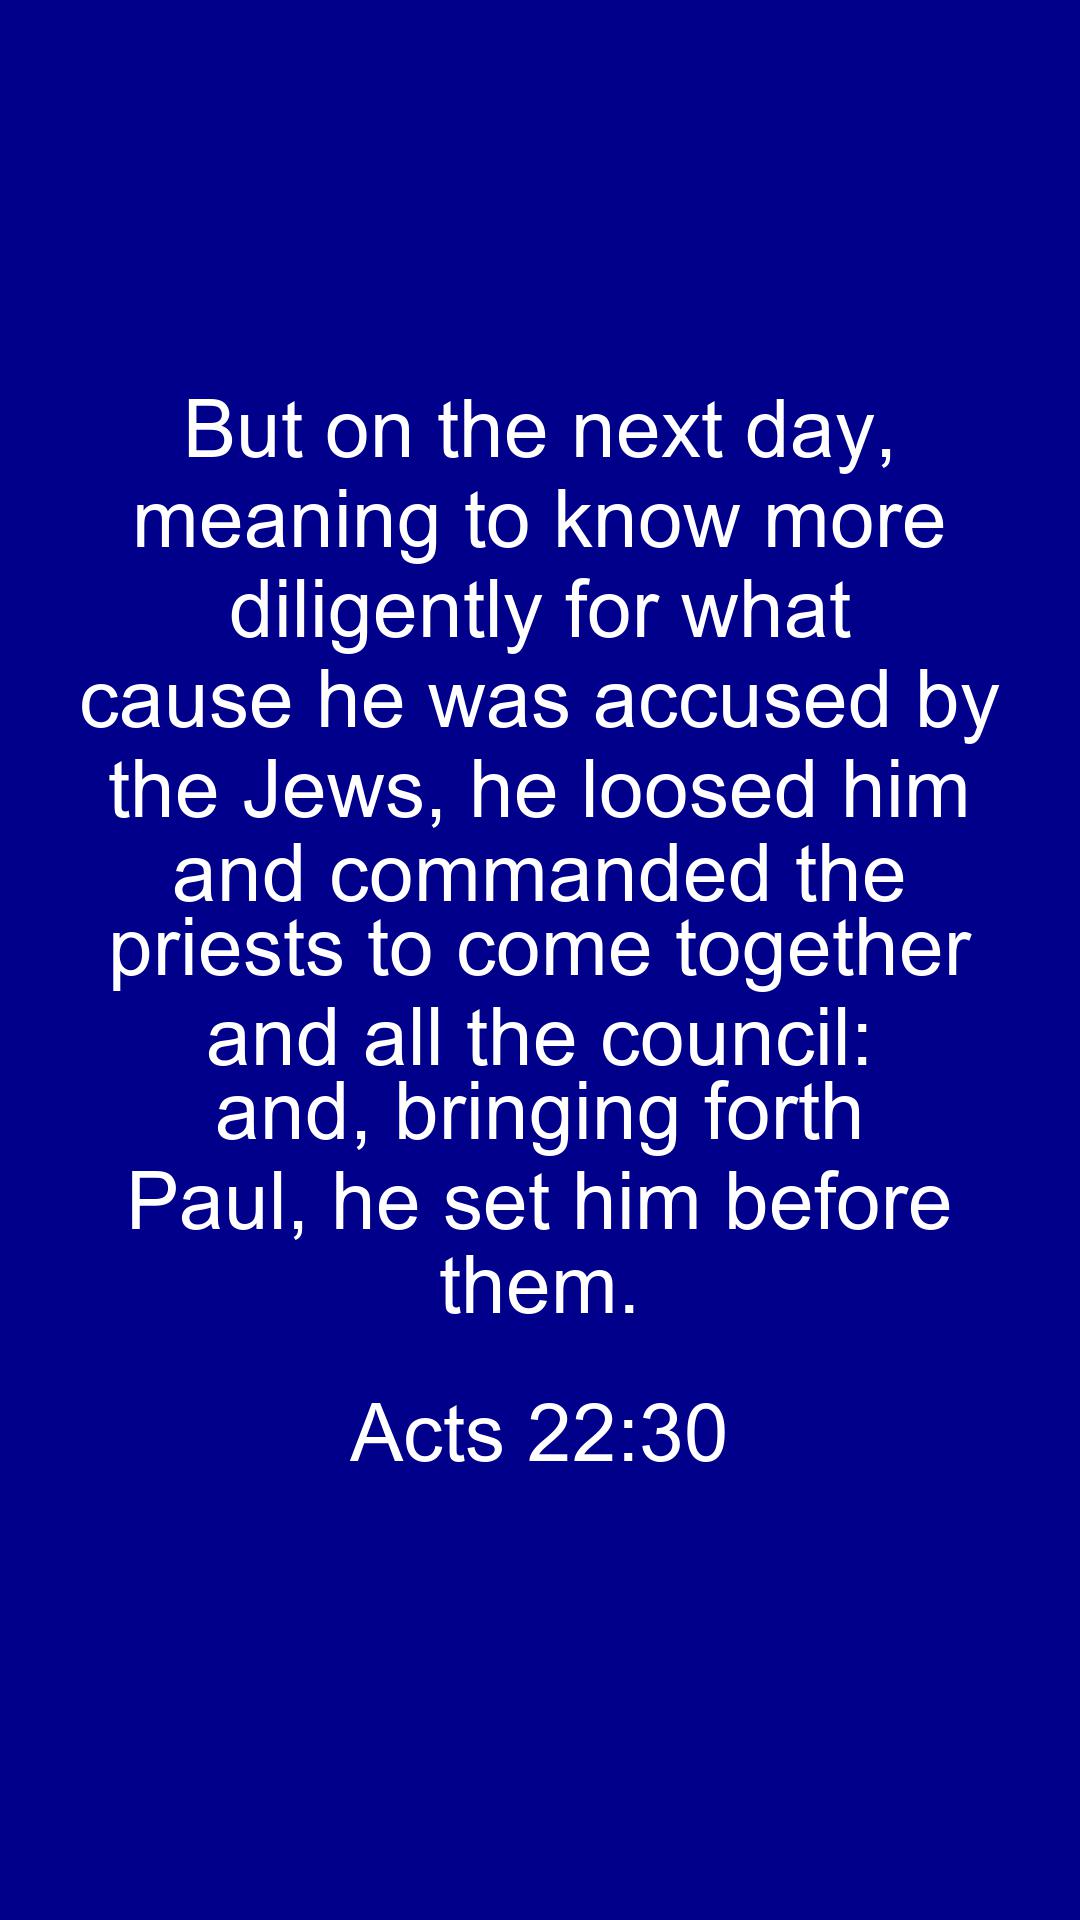 But on the next day,
meaning to know more
diligently for what
cause he was accused by
the Jews, he loosed him
and commanded the
priests to come together
and all the council:
and, bringing forth
Paul, he set him before
them.
Acts 22:30